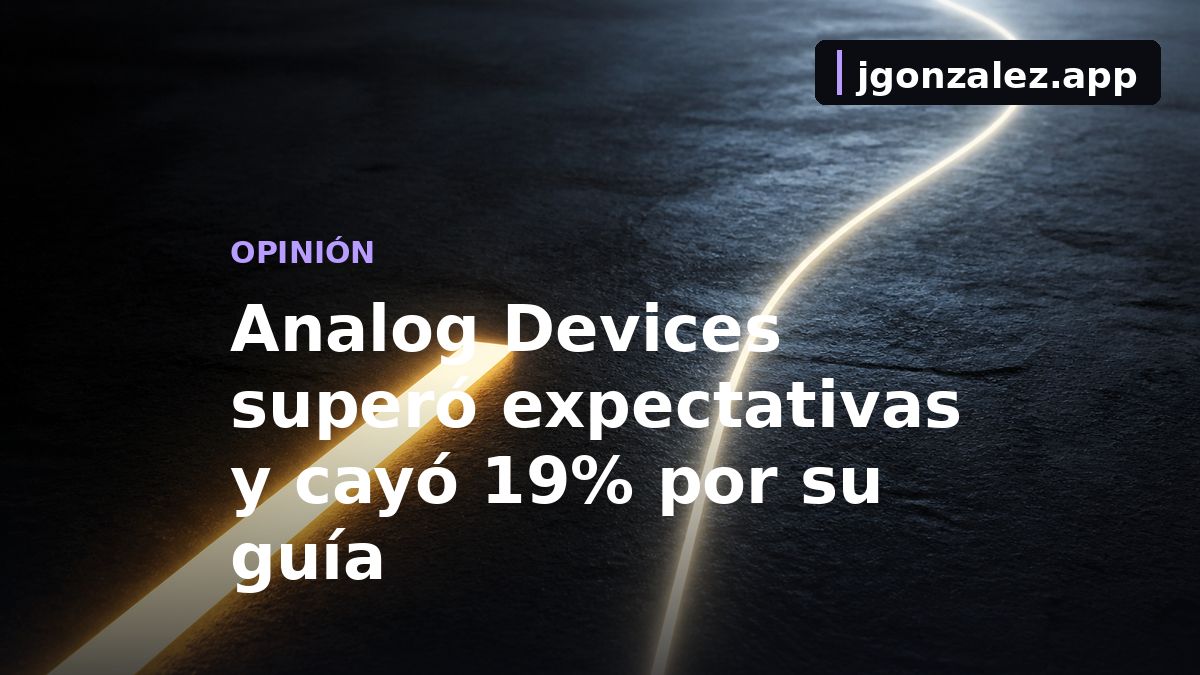 jgonzalez.app
OPINIÓN
Analog Devices
superó expectativas
y cayó 19% por su
guía